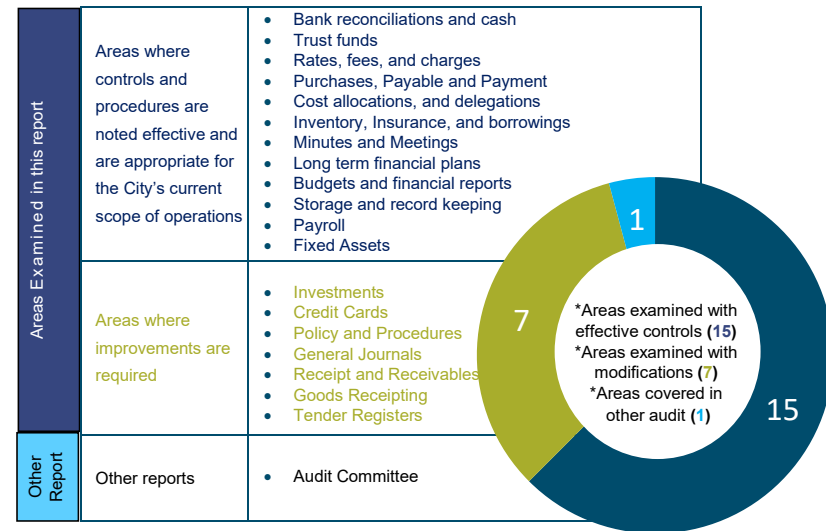 Areas Examined in this report
Areas where
controls and
procedures are
noted effective and
are appropriate for
the City's current
scope of operations
• Bank reconciliations and cash
• Trust funds
• Rates, fees, and charges
• Purchases, Payable and Payment
• Cost allocations, and delegations
• Inventory, Insurance, and borrowings
• Minutes and Meetings
• Long term financial plans
• Budgets and financial reports
• Storage and record keeping
• Payroll
• Fixed Assets
Areas where
improvements are
required
• Investments
• Credit Cards
• Policy and Procedures
• General Journals
• Receipt and Receivables
• Goods Receipting
• Tender Registers
Other
Report
Other reports
• Audit Committee
1
7
15
*Areas examined with
effective controls (15)
*Areas examined with
modifications (7)
*Areas covered in
other audit (1)